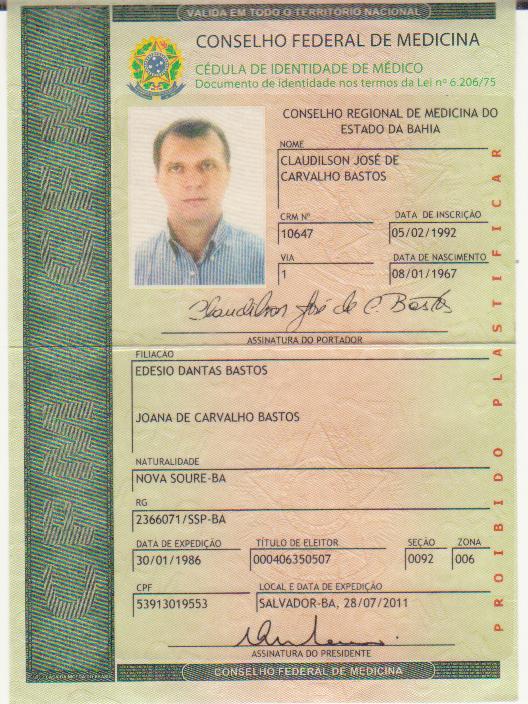 VALIDA EM TODO O TERRITÓRIO NACIONAL
CONSELHO FEDERAL DE MEDICINA
CÉDULA DE IDENTIDADE DE MÉDICO
Documento de identidade nos termos da Lei nº 6.206/75
CONSELHO REGIONAL DE MEDICINA DO
ESTADO DA BAHIA
NOME
CLAUDILSON JOSÉ DE
CARVALHO BASTOS
CRM Nº DATA DE INSCRIÇÃO
10647 05/02/1992
VIA DATA DE NASCIMENTO
1 08/01/1967
Claudilson José de C. Bastos
ASSINATURA DO PORTADOR
FILIAÇÃO
EDESIO DANTAS BASTOS
JOANA DE CARVALHO BASTOS
NATURALIDADE
NOVA SOURE-BA
RG
2366071/SSP-BA
DATA DE EXPEDIÇÃO TÍTULO DE ELEITOR SEÇÃO ZONA
30/01/1986 000406350507 0092 006
CPF LOCAL E DATA DE EXPEDIÇÃO
53913019553 SALVADOR-BA, 28/07/2011
ASSINATURA DO PRESIDENTE
CONSELHO FEDERAL DE MEDICINA
PROIBIDO PLASTIFICAR
CFM CFM